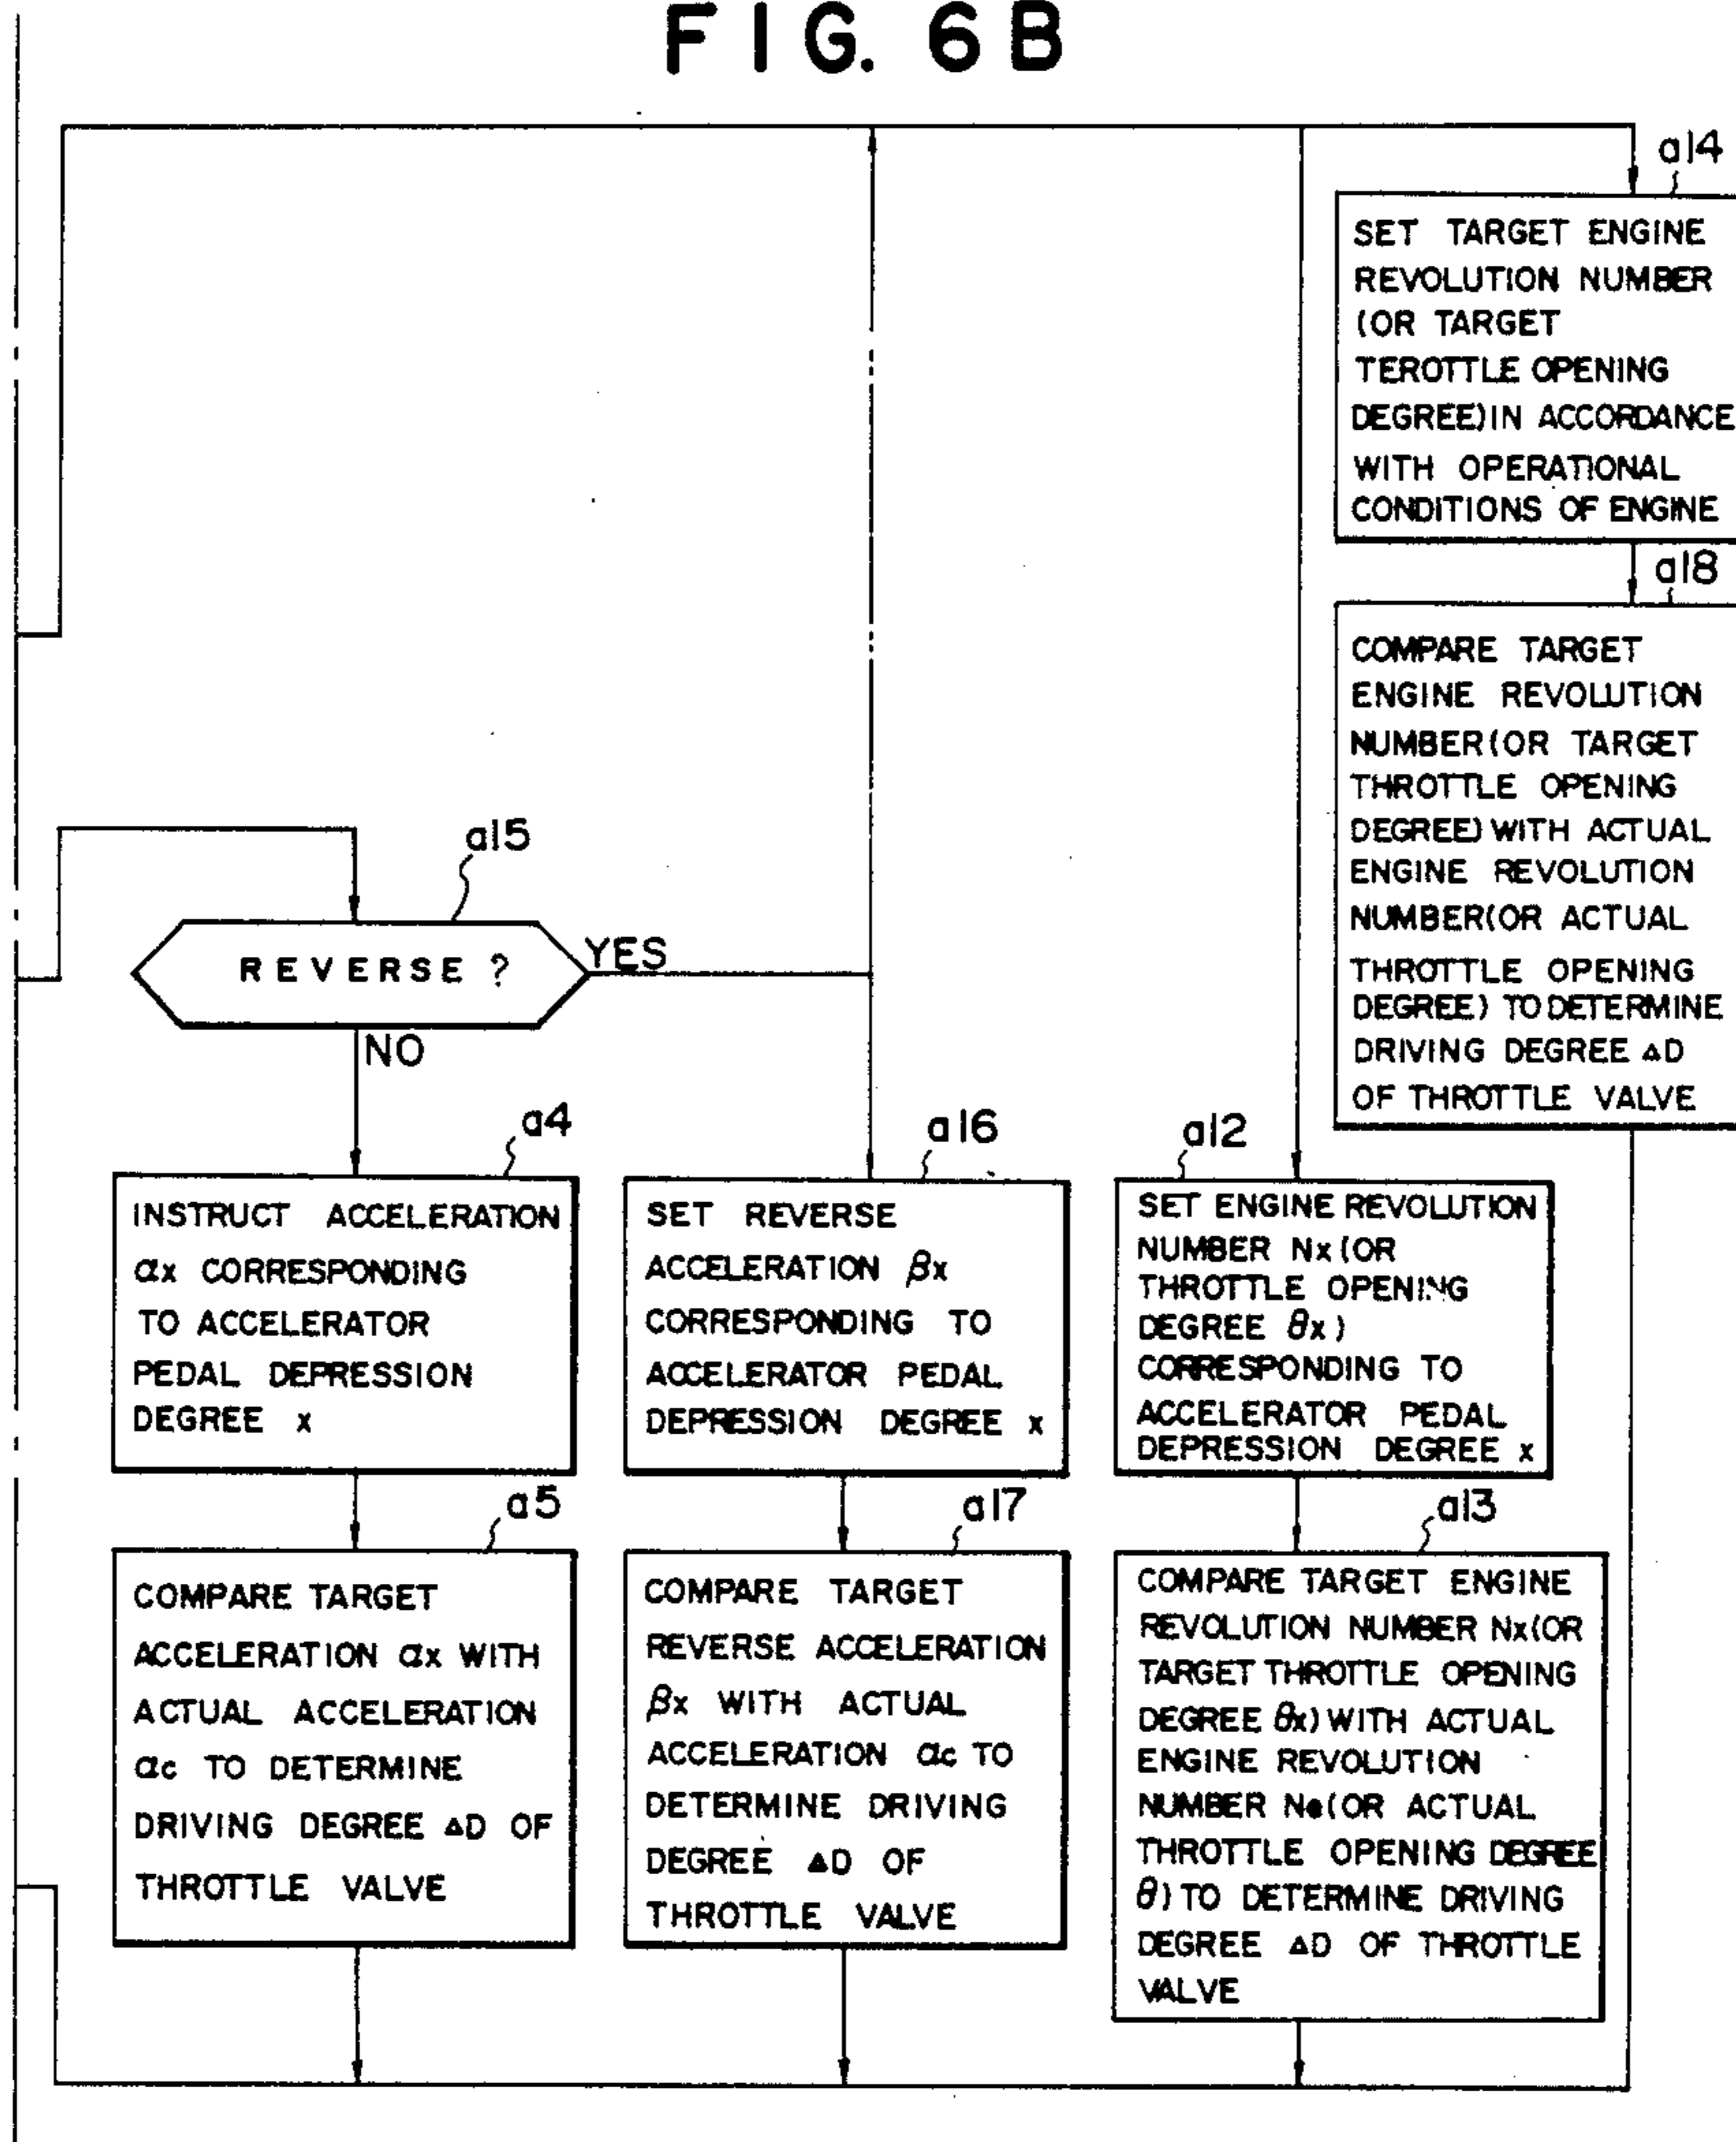 FIG. 6B
a14
SET TARGET ENGINE
REVOLUTION NUMBER
(OR TARGET
TEROTTLE OPENING
DEGREE) IN ACCORDANCE
WITH OPERATIONAL
CONDITIONS OF ENGINE
a18
COMPARE TARGET
ENGINE REVOLUTION
NUMBER (OR TARGET
THROTTLE OPENING
DEGREE) WITH ACTUAL
ENGINE REVOLUTION
NUMBER (OR ACTUAL
THROTTLE OPENING
DEGREE) TO DETERMINE
DRIVING DEGREE ΔD
OF THROTTLE VALVE
a15
REVERSE ?
YES
NO
a4
INSTRUCT ACCELERATION
αx CORRESPONDING
TO ACCELERATOR
PEDAL DEPRESSION
DEGREE x
a16
SET REVERSE
ACCELERATION βx
CORRESPONDING TO
ACCELERATOR PEDAL
DEPRESSION DEGREE x
a12
SET ENGINE REVOLUTION
NUMBER Nx (OR
THROTTLE OPENING
DEGREE θx)
CORRESPONDING TO
ACCELERATOR PEDAL
DEPRESSION DEGREE x
a5
COMPARE TARGET
ACCELERATION αx WITH
ACTUAL ACCELERATION
αc TO DETERMINE
DRIVING DEGREE ΔD OF
THROTTLE VALVE
a17
COMPARE TARGET
REVERSE ACCELERATION
βx WITH ACTUAL
ACCELERATION αc TO
DETERMINE DRIVING
DEGREE ΔD OF
THROTTLE VALVE
a13
COMPARE TARGET ENGINE
REVOLUTION NUMBER Nx (OR
TARGET THROTTLE OPENING
DEGREE θx) WITH ACTUAL
ENGINE REVOLUTION
NUMBER Ne (OR ACTUAL
THROTTLE OPENING DEGREE
θ) TO DETERMINE DRIVING
DEGREE ΔD OF THROTTLE
VALVE